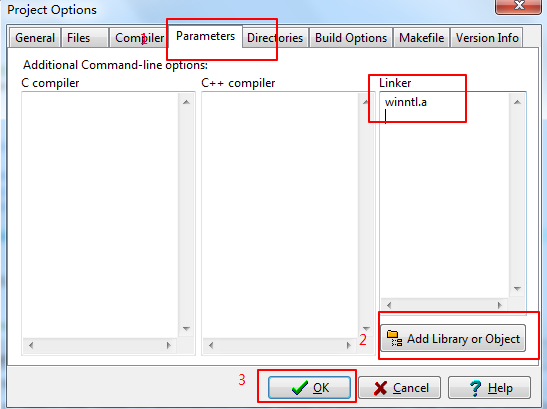 Project Options
General Files Compiler Parameters Directories Build Options Makefile Version Info
1
Additional Command-line options:
C compiler C++ compiler Linker
winntl.a
2 Add Library or Object
3 OK Cancel Help